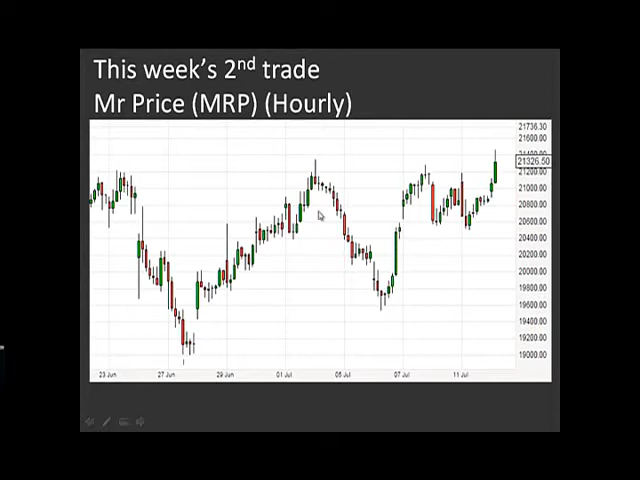 This week's 2nd trade
Mr Price (MRP) (Hourly)
21736.30
21600.00
21326.50
21200.00
21000.00
20800.00
20600.00
20400.00
20200.00
20000.00
19800.00
19600.00
19400.00
19200.00
19000.00
23 Jun
27 Jun
29 Jun
01 Jul
05 Jul
07 Jul
11 Jul